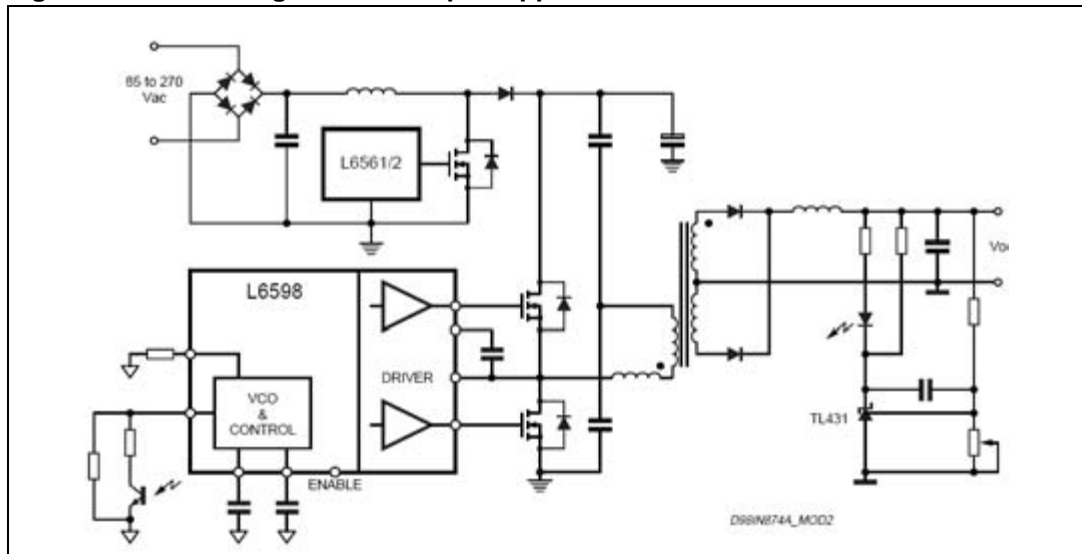 85 to 270
Vac
L6561/2
L6598
DRIVER
VCO
&
CONTROL
ENABLE
TL431
D98IN874A_MOD2